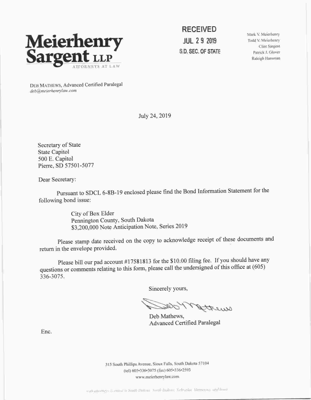 Meierhenry
Sargent LLP
ATTORNEYS AT LAW
RECEIVED
JUL 29 2019
S.D. SEC. OF STATE
Mark V. Meierhenry
Todd V. Meierhenry
Clint Sargent
Patrick J. Glover
Raleigh Hansman
DEB MATHEWS, Advanced Certified Paralegal
deb@meierhenrylaw.com
July 24, 2019
Secretary of State
State Capitol
500 E. Capitol
Pierre, SD 57501-5077
Dear Secretary:
Pursuant to SDCL 6-8B-19 enclosed please find the Bond Information Statement for the
following bond issue:
City of Box Elder
Pennington County, South Dakota
$3,200,000 Note Anticipation Note, Series 2019
Please stamp date received on the copy to acknowledge receipt of these documents and
return in the envelope provided.
Please bill our pad account #17581813 for the $10.00 filing fee. If you should have any
questions or comments relating to this form, please call the undersigned of this office at (605)
336-3075.
Sincerely yours,
Deb Mathews
Deb Mathews,
Advanced Certified Paralegal
Enc.
315 South Phillips Avenue, Sioux Falls, South Dakota 57104
(tel) 605•336•3075 (fax) 605•336•2593
www.meierhenrylaw.com